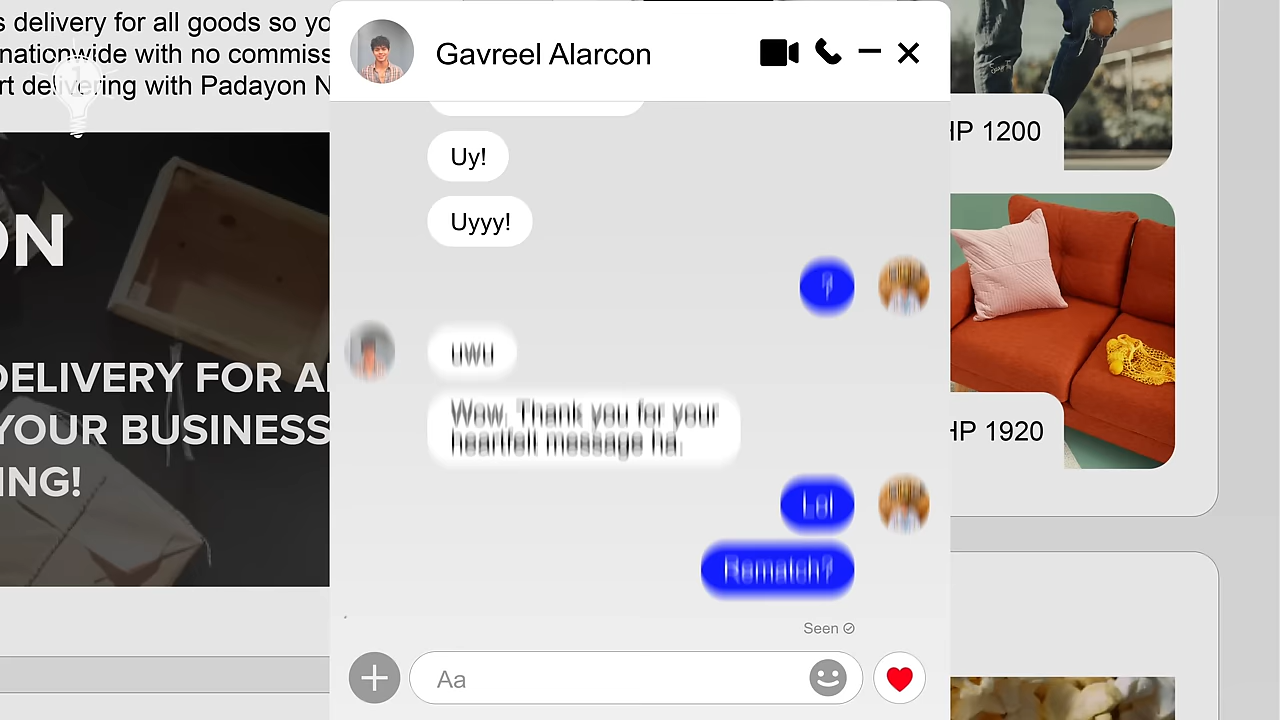 s delivery for all goods so yo
nationwide with no commiss
rt delivering with Padayon N
ON
DELIVERY FOR A
YOUR BUSINESS
ING!
Gavreel Alarcon
Uy!
Uyyy!
?
uwu
Wow. Thank you for your
heartfelt message ha.
Lol
Rematch?
Seen
Aa
HP 1200
HP 1920